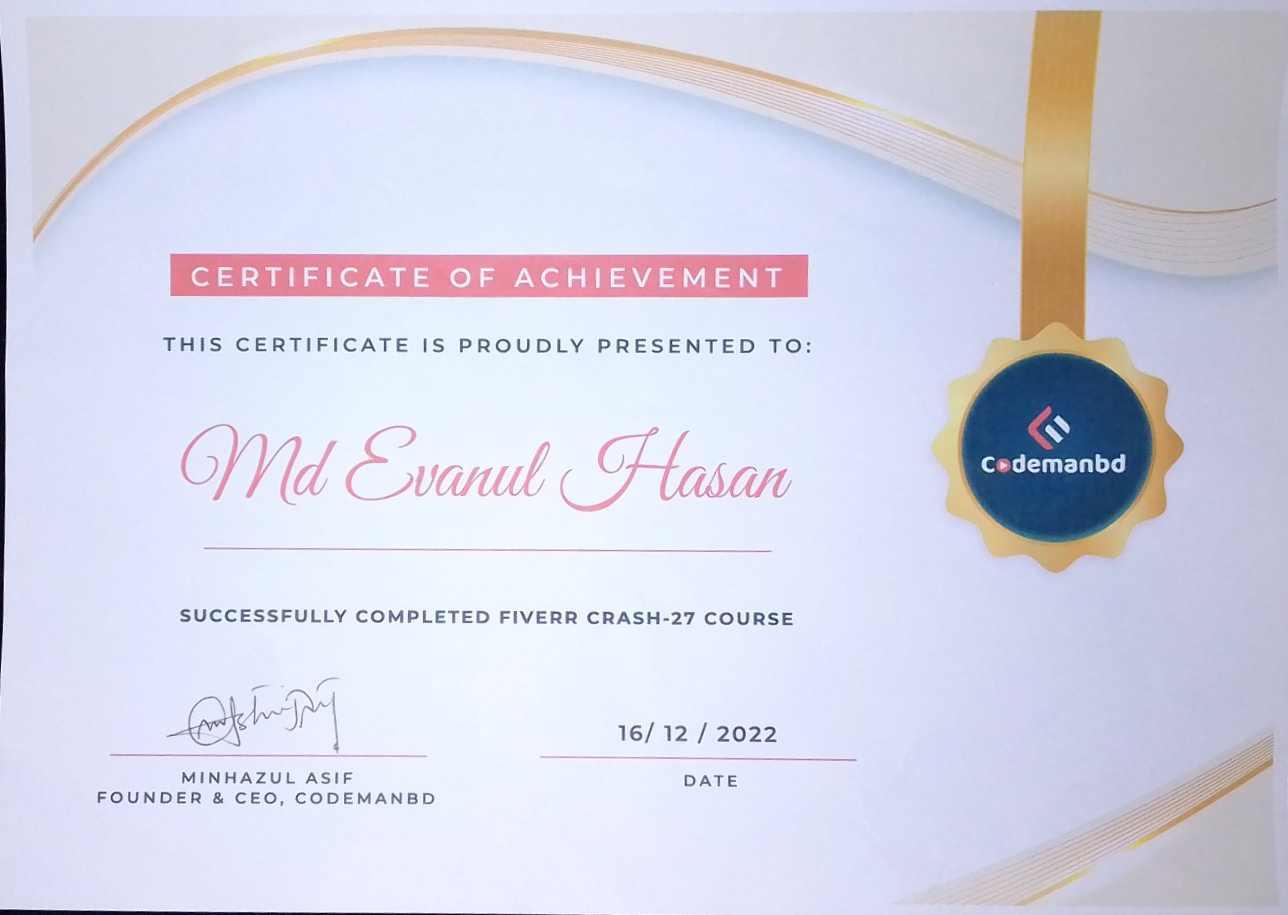 CERTIFICATE OF ACHIEVEMENT
THIS CERTIFICATE IS PROUDLY PRESENTED TO:
Md Evanul Hasan
Codemanbd
SUCCESSFULLY COMPLETED FIVERR CRASH-27 COURSE
16/ 12 / 2022
MINHAZUL ASIF
FOUNDER & CEO, CODEMANBD
DATE